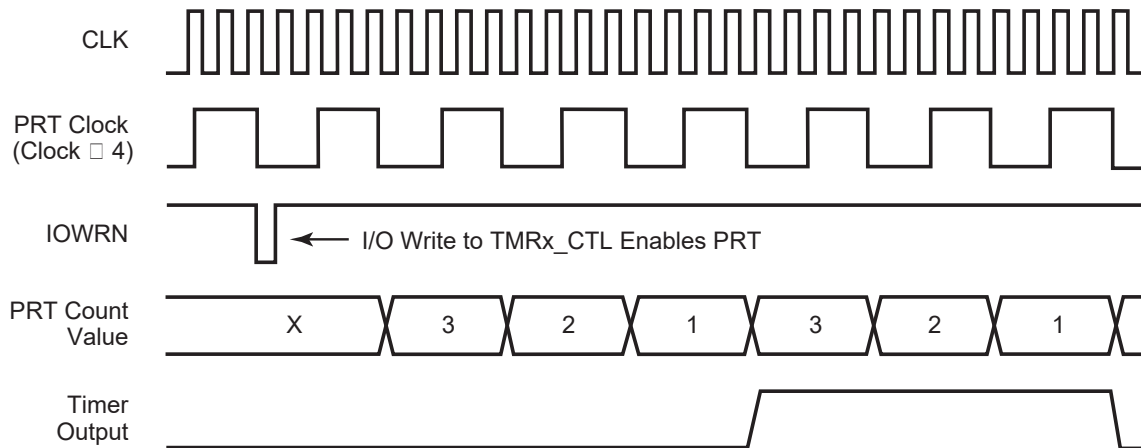 CLK
PRT Clock
(Clock □ 4)
IOWRN
I/O Write to TMRx_CTL Enables PRT
PRT Count
Value
X 3 2 1 3 2 1
Timer
Output